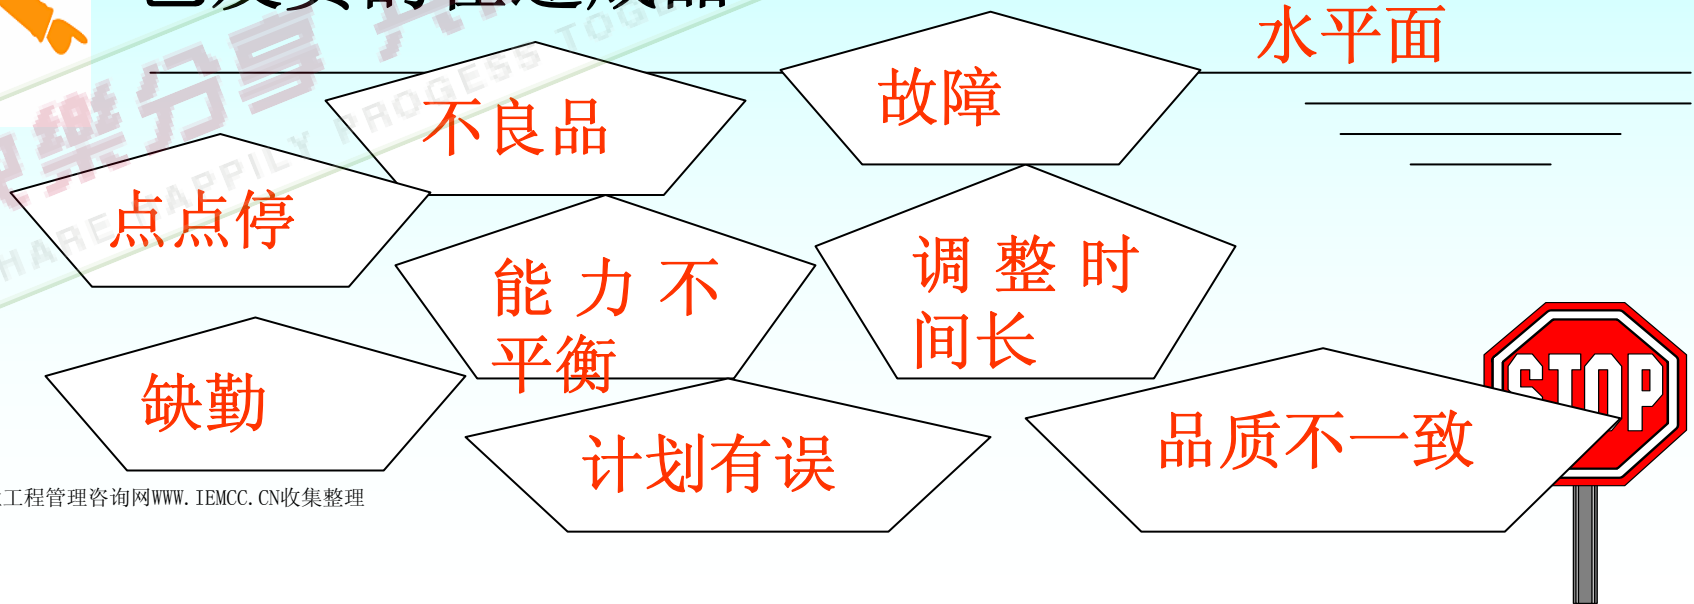 水平面
故障
不良品
点点停
调整时
间长
能力不
平衡
缺勤
计划有误
品质不一致
STOP
工程管理咨询网WWW.IEMCC.CN收集整理